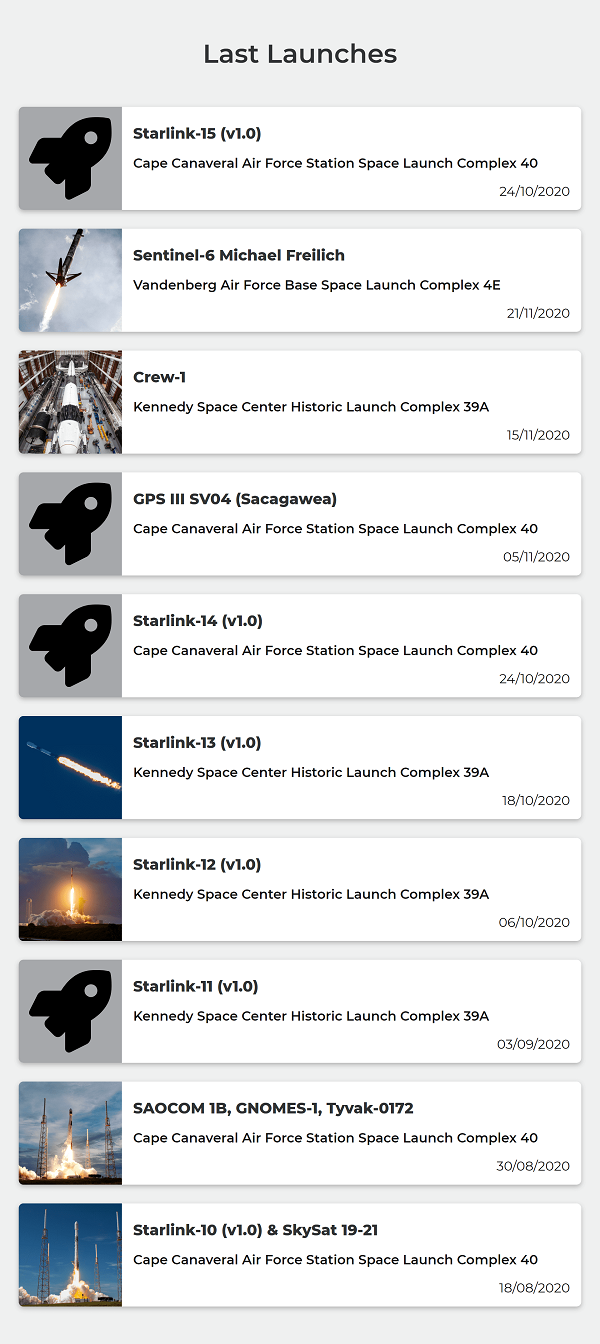 Last Launches
Starlink-15 (v1.0)
Cape Canaveral Air Force Station Space Launch Complex 40
24/10/2020
Sentinel-6 Michael Freilich
Vandenberg Air Force Base Space Launch Complex 4E
21/11/2020
Crew-1
Kennedy Space Center Historic Launch Complex 39A
15/11/2020
GPS III SV04 (Sacagawea)
Cape Canaveral Air Force Station Space Launch Complex 40
05/11/2020
Starlink-14 (v1.0)
Cape Canaveral Air Force Station Space Launch Complex 40
24/10/2020
Starlink-13 (v1.0)
Kennedy Space Center Historic Launch Complex 39A
18/10/2020
Starlink-12 (v1.0)
Kennedy Space Center Historic Launch Complex 39A
06/10/2020
Starlink-11 (v1.0)
Kennedy Space Center Historic Launch Complex 39A
03/09/2020
SAOCOM 1B, GNOMES-1, Tyvak-0172
Cape Canaveral Air Force Station Space Launch Complex 40
30/08/2020
Starlink-10 (v1.0) & SkySat 19-21
Cape Canaveral Air Force Station Space Launch Complex 40
18/08/2020